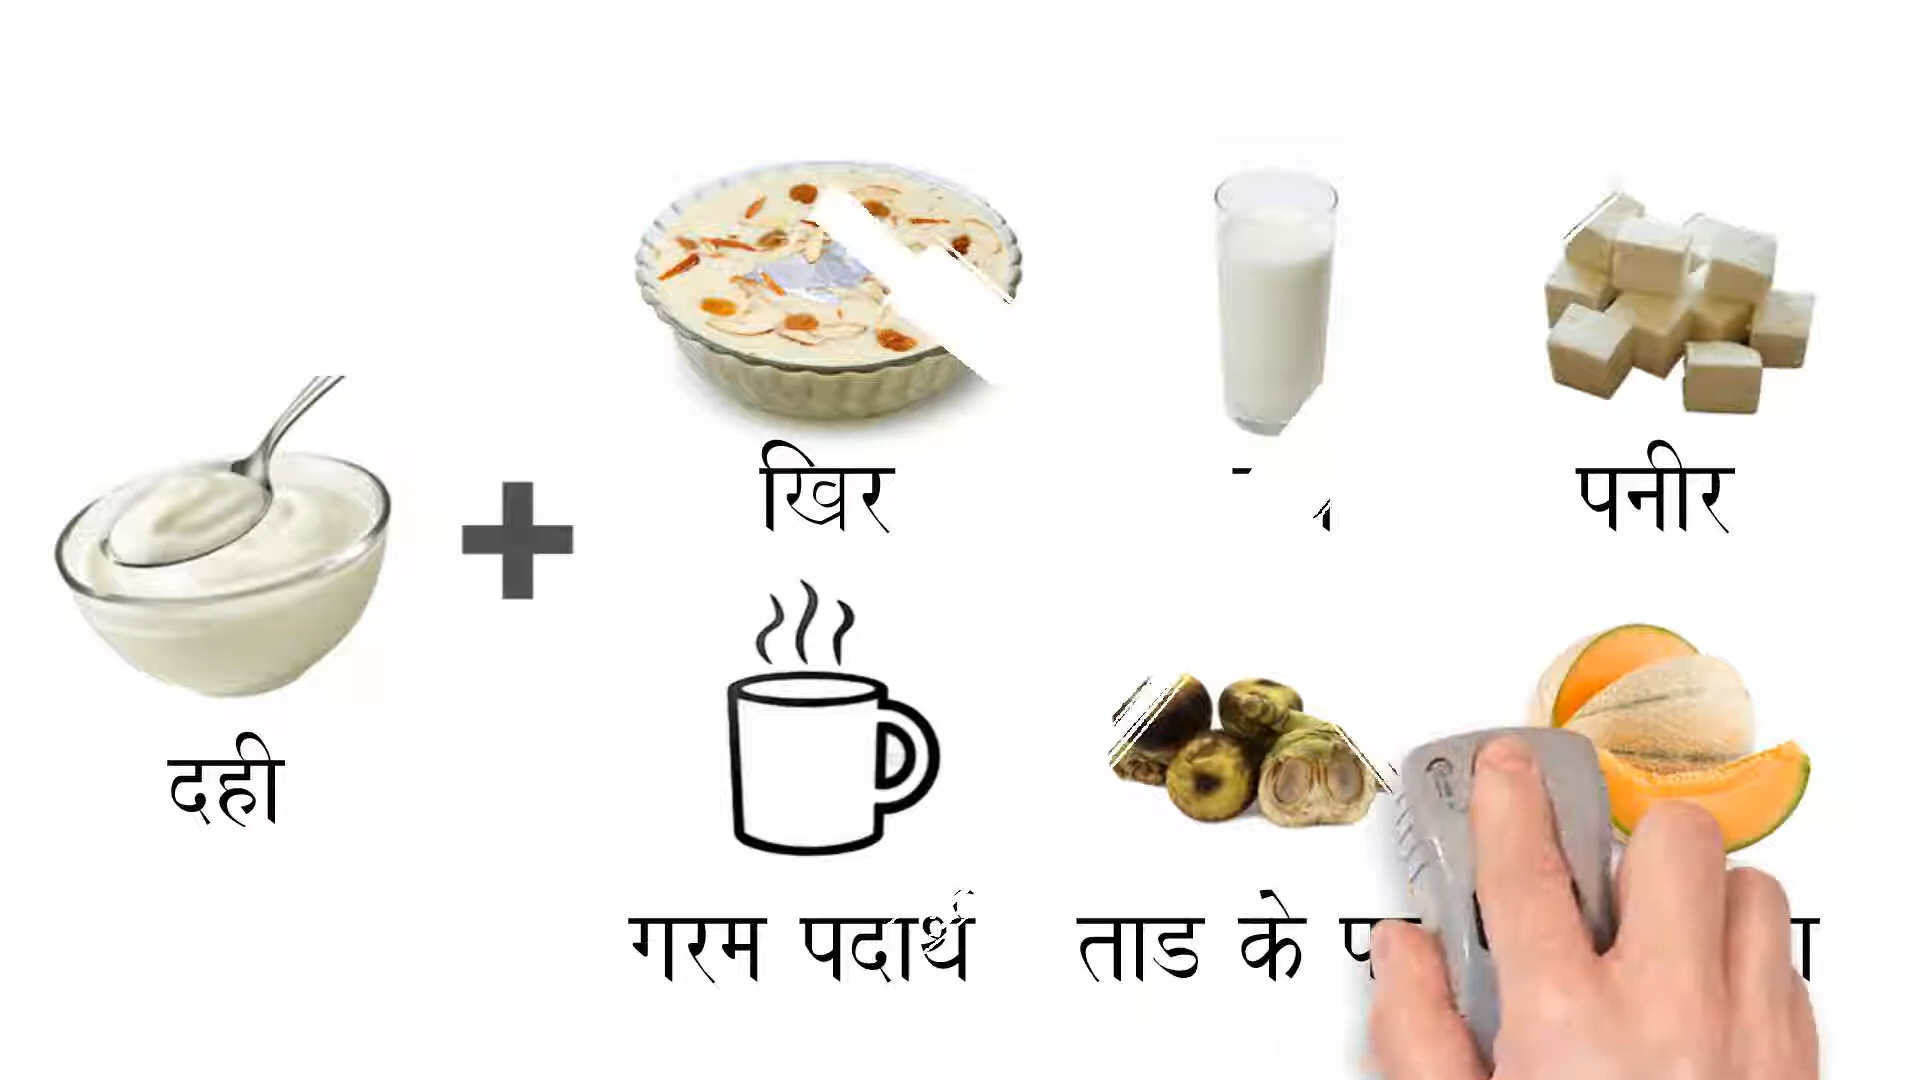 खिर
पनीर
दही
गरम पदार्थ
ताड के